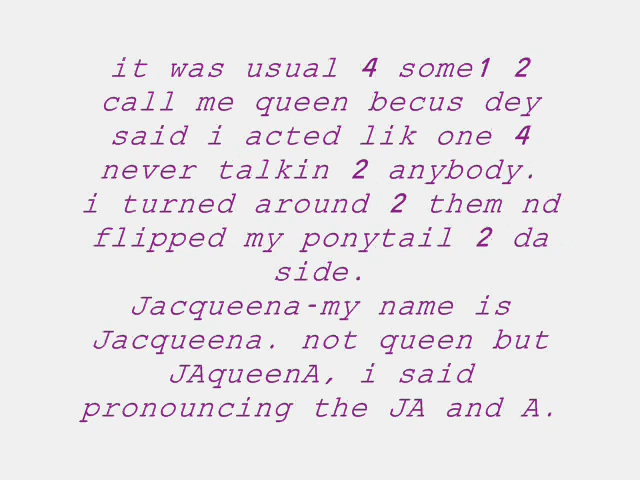 it was usual 4 some1 2
call me queen becus dey
said i acted lik one 4
never talkin 2 anybody.
i turned around 2 them nd
flipped my ponytail 2 da
side.
Jacqueena-my name is
Jacqueena. not queen but
JAqueenA, i said
pronouncing the JA and A.